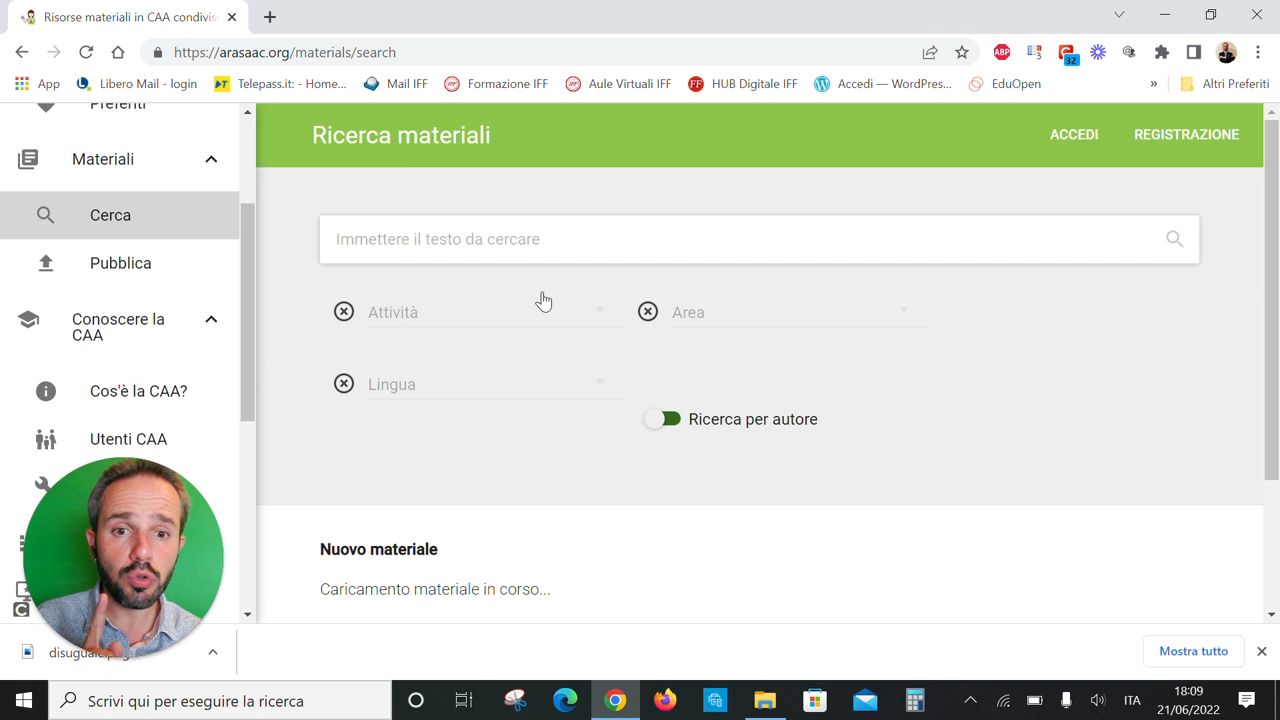 Risorse materiali in CAA condivis
https://arasaac.org/materials/search
ABP
3
32
App
Libero Mail - login
Telepass.it: - Home...
Mail IFF
Formazione IFF
Aule Virtuali IFF
HUB Digitale IFF
Accedi — WordPres...
EduOpen
»
Altri Preferiti
Preferiti
Materiali
Cerca
Pubblica
Conoscere la
CAA
Cos'è la CAA?
Utenti CAA
Ricerca materiali
ACCEDI
REGISTRAZIONE
Immettere il testo da cercare
Attività
Area
Lingua
Ricerca per autore
Nuovo materiale
Caricamento materiale in corso...
Mostra tutto
Scrivi qui per eseguire la ricerca
ITA
18:09
21/06/2022